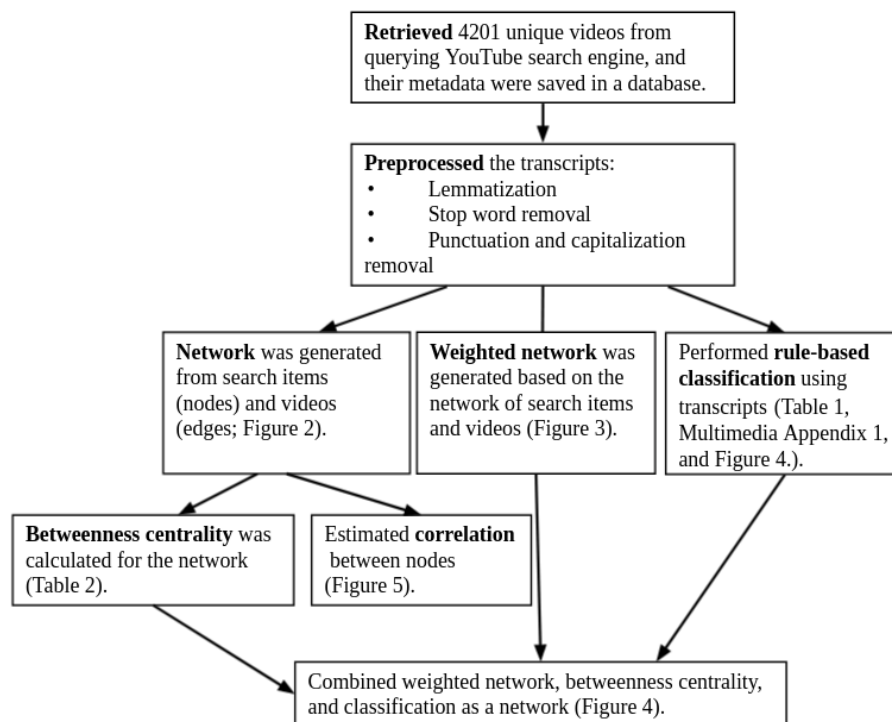 Retrieved 4201 unique videos from
querying YouTube search engine, and
their metadata were saved in a database.
Preprocessed the transcripts:
• Lemmatization
• Stop word removal
• Punctuation and capitalization
removal
Network was generated
from search items
(nodes) and videos
(edges; Figure 2).
Weighted network was
generated based on the
network of search items
and videos (Figure 3).
Performed rule-based
classification using
transcripts (Table 1,
Multimedia Appendix 1,
and Figure 4.).
Betweenness centrality was
calculated for the network
(Table 2).
Estimated correlation
between nodes
(Figure 5).
Combined weighted network, betweenness centrality,
and classification as a network (Figure 4).